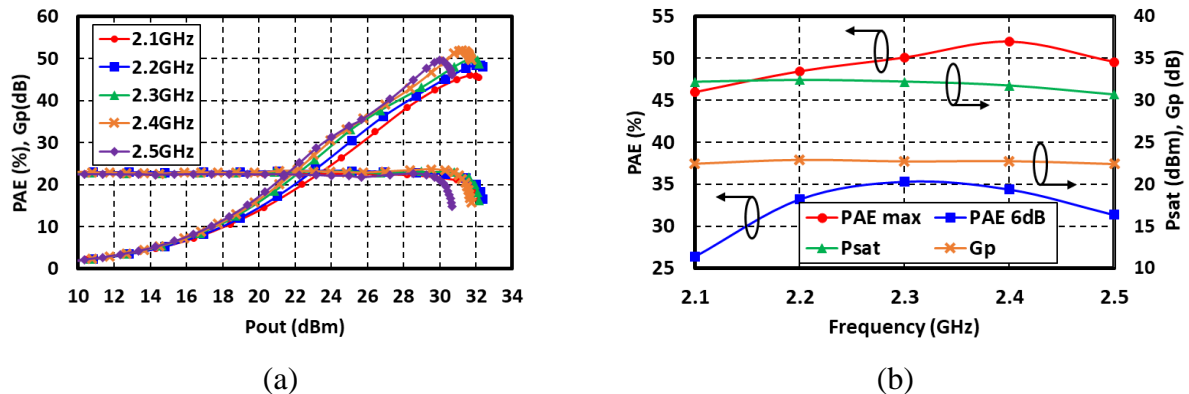 PAE (%), Gp(dB)
60
50
40
30
20
10
0
2.1GHz
2.2GHz
2.3GHz
2.4GHz
2.5GHz
10 12 14 16 18 20 22 24 26 28 30 32 34
Pout (dBm)
(a)
PAE (%)
55%
50%
45%
40%
35%
30%
25%
PAE max
PAE 6dB
Psat
Gp
40
35
30
25
20
15
10
Psat (dBm), Gp (dB)
2.1 2.2 2.3 2.4 2.5
Frequency (GHz)
(b)